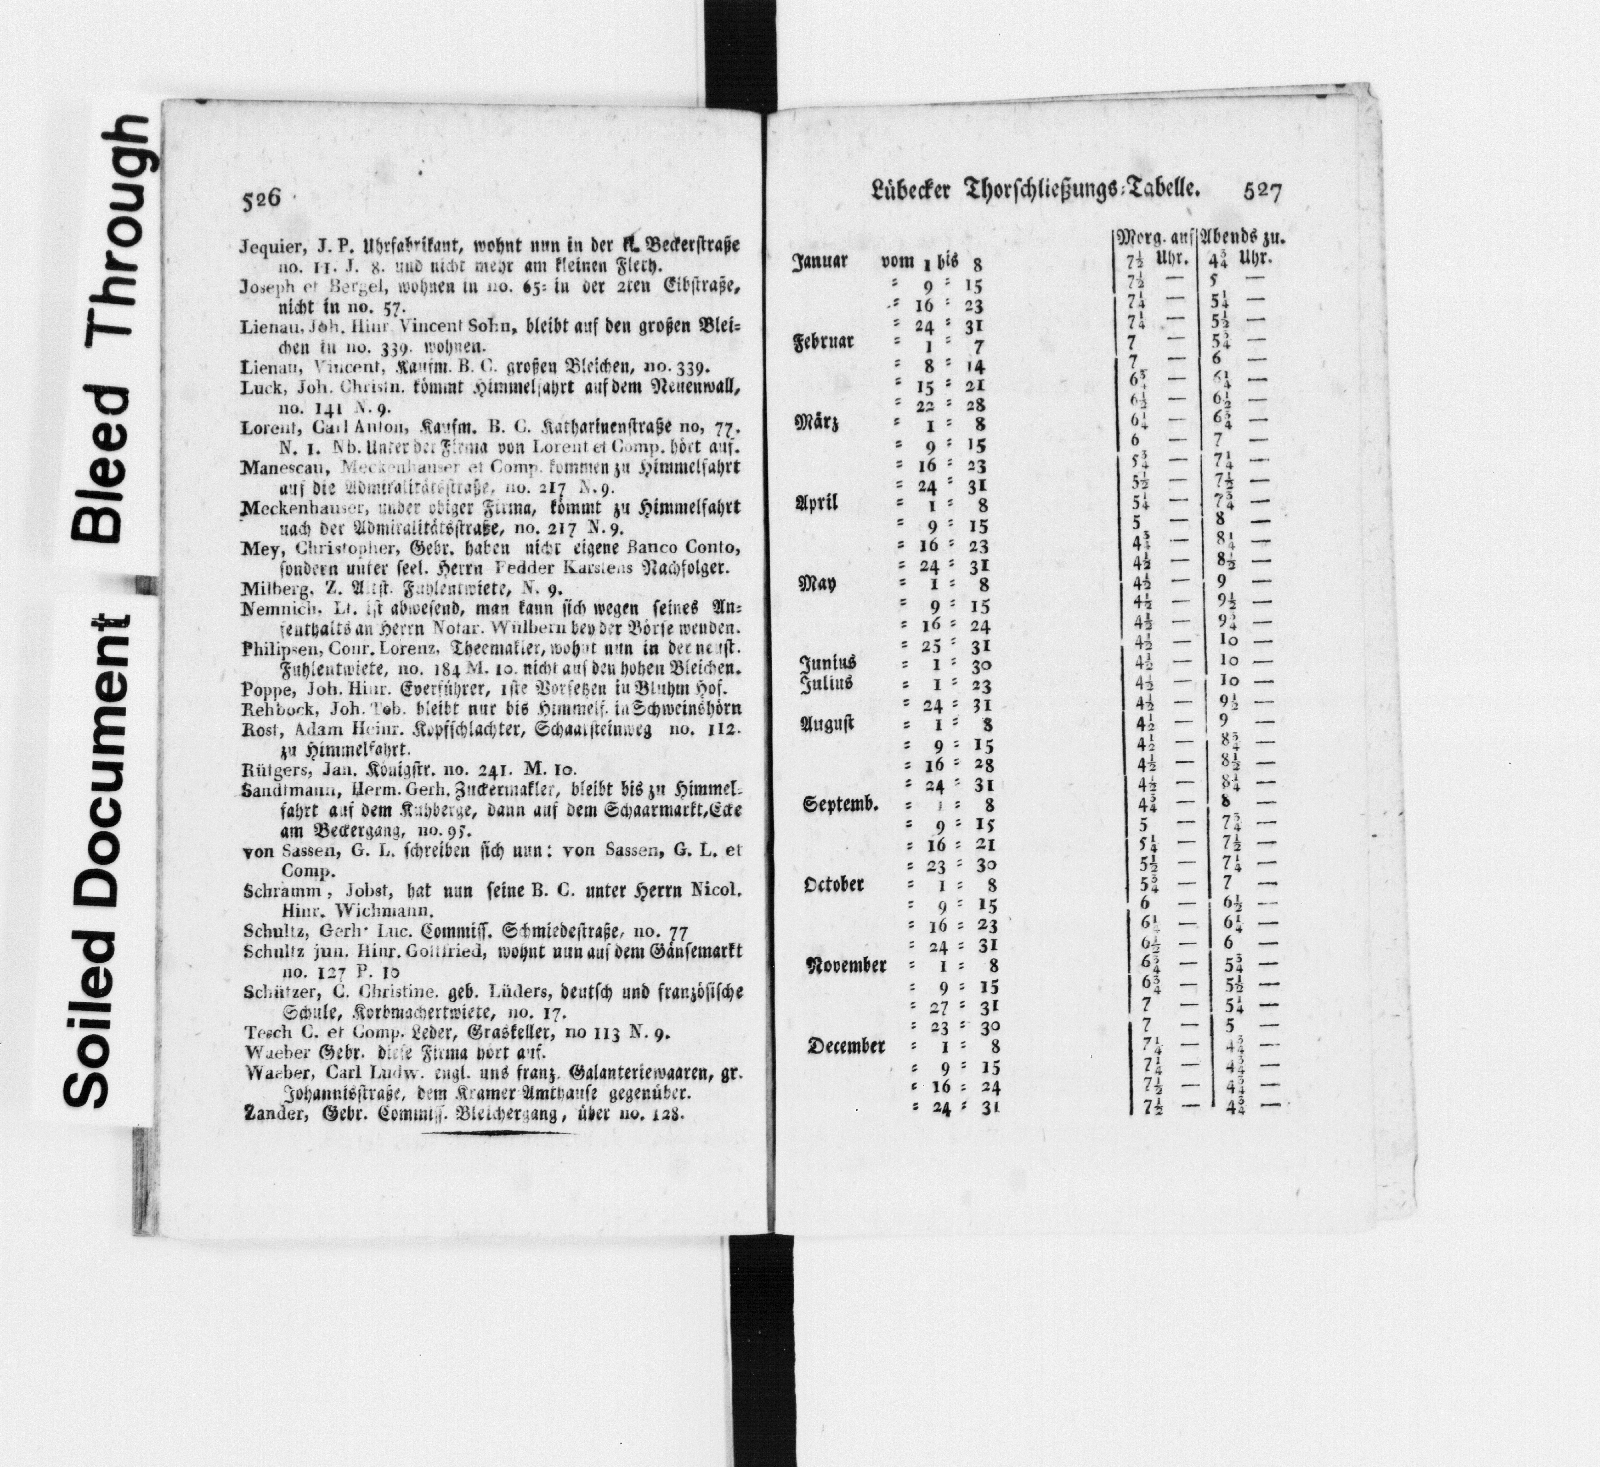 Soiled Document Bleed Through
526
Jequier, J. P. Uhrfabrikant, wohnt nun in der kl. Beckerstraße
no. 11. J. 8. und nicht mehr am kleinen Fleth.
Joseph et Bergel, wohnen in no. 65 in der 2ten Elbstraße,
nicht in no. 57.
Lienau, Joh. Hinr. Vincent Sohn, bleibt auf den großen Blei-
chen in no. 339. wohnen.
Lienau, Vincent, Kaufm. B. C. großen Bleichen, no. 339.
Luck, Joh. Christn. kömmt Himmelfahrt auf dem Neuenwall,
no. 141 N. 9.
Lorent, Carl Anton, Kaufm. B. C. Katharinenstraße no, 77.
N. 1. Nb. Unter der Firma von Lorent et Comp. hört auf.
Manescau, Meckenhauser et Comp. kommen zu Himmelfahrt
auf die Admiralitätsstraße, no. 217 N. 9.
Meckenhauser, unter obiger Firma, kömmt zu Himmelfahrt
nach der Admiralitätsstraße, no. 217 N. 9.
Mey, Christopher, Gebr. haben nicht eigene Banco Conto,
sondern unter seel. Herrn Pedder Karstens Nachfolger.
Milberg, Z. Altst. Fuhlentwiete, N. 9.
Nemnich, Lt. ist abwesend, man kann sich wegen seines An-
fenthalts an Herrn Notar. Wülbern bey der Börse wenden.
Philipsen, Conr. Lorenz, Theemakler, wohnt nun in der neust.
Fuhlentwiete, no. 184 M. 10. nicht auf den hohen Bleichen.
Poppe, Joh. Hinr. Everführer, 1ste Vorsetzen in Bluhm Hof.
Rehbock, Joh. Tob. bleibt nur bis Himmelf. in Schweinshörn
Rost, Adam Heinr. Kopfschlachter, Schaarsteinweg no. 112.
zu Himmelfahrt.
Rütgers, Jan. Königstr. no. 241. M. 10.
Sandtmann, Herm. Gerh. Zuckermakler, bleibt bis zu Himmel-
fahrt auf dem Kuhberge, dann auf dem Schaarmarkt, Ecke
am Beckergang, no. 95.
von Sassen, G. L. schreiben sich nun: von Sassen, G. L. et
Comp.
Schramm, Jobst, hat nun seine B. C. unter Herrn Nicol.
Hinr. Wichmann.
Schultz, Gerh. Luc. Commiss. Schmiedestraße, no. 77
Schultz jun. Hinr. Gottfried, wohnt nun auf dem Gänsemarkt
no. 127 P. 10
Schützer, C. Christine. geb. Lüders, deutsch und französische
Schule, Korbmachertwiete, no. 17.
Tesch C. et Comp. Leder, Graskeller, no 113 N. 9.
Waeber Gebr. diese Firma hört auf.
Waeber, Carl Ludw. engl. uns franz. Galanteriewaaren, gr.
Johannisstraße, dem Kramer-Amthause gegenüber.
Zander, Gebr. Commiss. Bleichergang, über no. 128.
Lübecker Thorschließungs-Tabelle. 527
Morg. auf Abends zu.
Januar vom 1 bis 8 7½ Uhr. 4¾ Uhr.
= 9 = 15 7½ — 5 —
= 16 = 23 7¼ — 5¼ —
= 24 = 31 7¼ — 5½ —
Februar = 1 = 7 7 — 5¾ —
= 8 = 14 7 — 6 —
= 15 = 21 6¾ — 6¼ —
= 22 = 28 6½ — 6½ —
März = 1 = 8 6¼ — 6¾ —
= 9 = 15 6 — 7 —
= 16 = 23 5¾ — 7¼ —
= 24 = 31 5½ — 7½ —
April = 1 = 8 5¼ — 7¾ —
= 9 = 15 5 — 8 —
= 16 = 23 4¾ — 8¼ —
= 24 = 31 4½ — 8½ —
May = 1 = 8 4½ — 9 —
= 9 = 15 4½ — 9½ —
= 16 = 24 4½ — 9¾ —
= 25 = 31 4½ — 10 —
Junius = 1 = 30 4½ — 10 —
Julius = 1 = 23 4½ — 10 —
= 24 = 31 4½ — 9½ —
August = 1 = 8 4½ — 9 —
= 9 = 15 4½ — 8¾ —
= 16 = 28 4½ — 8½ —
= 24 = 31 4½ — 8¼ —
Septemb. = 1 = 8 4¾ — 8 —
= 9 = 15 5 — 7¾ —
= 16 = 21 5¼ — 7½ —
= 23 = 30 5½ — 7¼ —
October = 1 = 8 5¾ — 7 —
= 9 = 15 6 — 6½ —
= 16 = 23 6¼ — 6¼ —
= 24 = 31 6½ — 6 —
November = 1 = 8 6¾ — 5¾ —
= 9 = 15 6¾ — 5½ —
= 27 = 31 7 — 5¼ —
= 23 = 30 7 — 5 —
December = 1 = 8 7¼ — 4¾ —
= 9 = 15 7¼ — 4¾ —
= 16 = 24 7½ — 4¾ —
= 24 = 31 7½ — 4¾ —